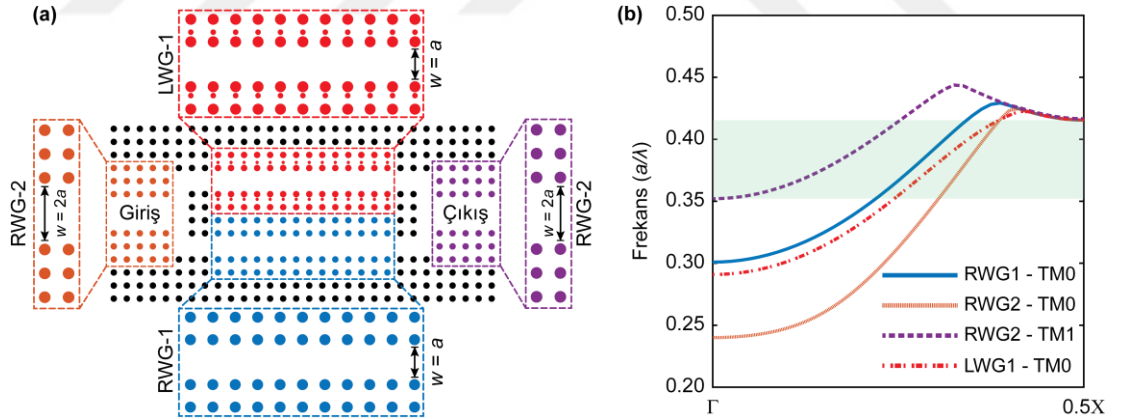 (a)
LWG-1
w = a
RWG-2
w = 2a
Giriş
Çıkış
w = 2a
RWG-2
RWG-1
w = a
(b)
Frekans (a/λ)
0.50
0.45
0.40
0.35
0.30
0.25
0.20
Γ
0.5X
RWG1 - TM0
RWG2 - TM0
RWG2 - TM1
LWG1 - TM0